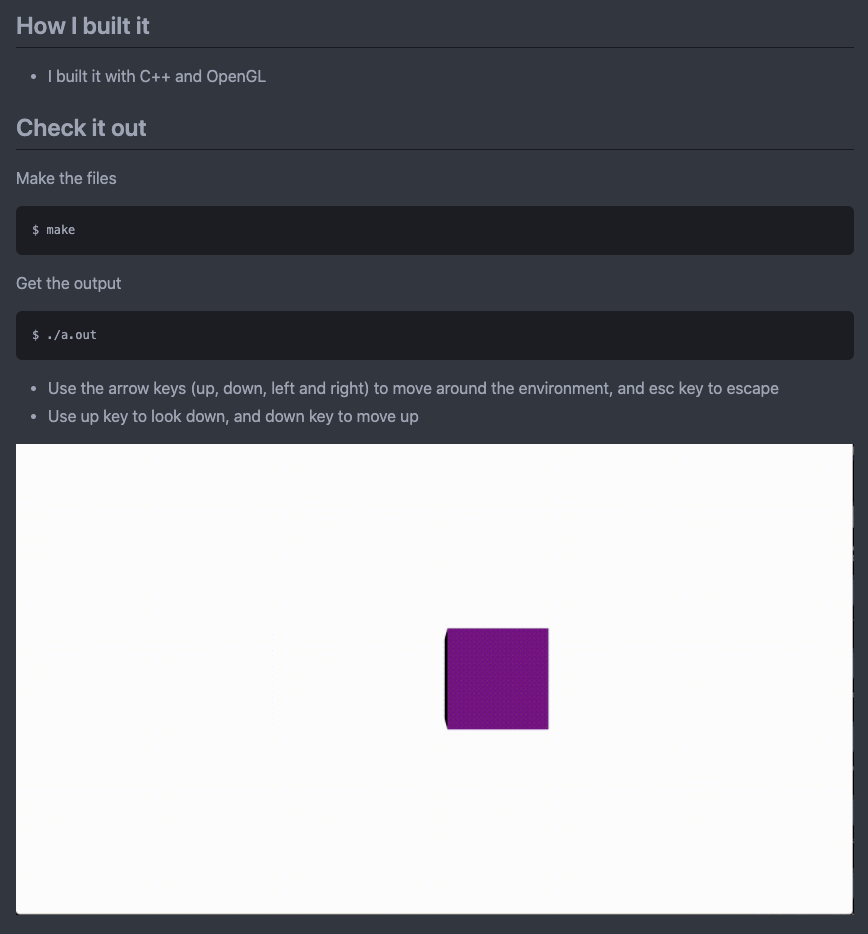 How I built it
• I built it with C++ and OpenGL
Check it out
Make the files
$ make
Get the output
$ ./a.out
• Use the arrow keys (up, down, left and right) to move around the environment, and esc key to escape
• Use up key to look down, and down key to move up